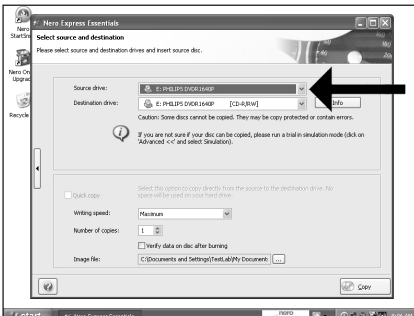 Nero Express Essentials
Nero
StartSm
Select source and destination
Please select source and destination drives and insert source disc.
Nero On
Upgrad
Recycle
Source drive: E: PHILIPS DVDR1640P
Destination drive: E: PHILIPS DVDR1640P [CD-R/RW] Info
Caution: Some discs cannot be copied. They may be copy protected or contain errors.
If you are not sure if your disc can be copied, please run a trial in simulation mode (click on
'Advanced << and select Simulation).
Quick copy
Select this option to copy directly from the source to the destination drive. No
space will be used on your hard drive.
Writing speed: Maximum
Number of copies: 1
Verify data on disc after burning
Image file: C:\Documents and Settings\TestLab\My Document: ...
Copy
start
Nero Express Essentials
nero